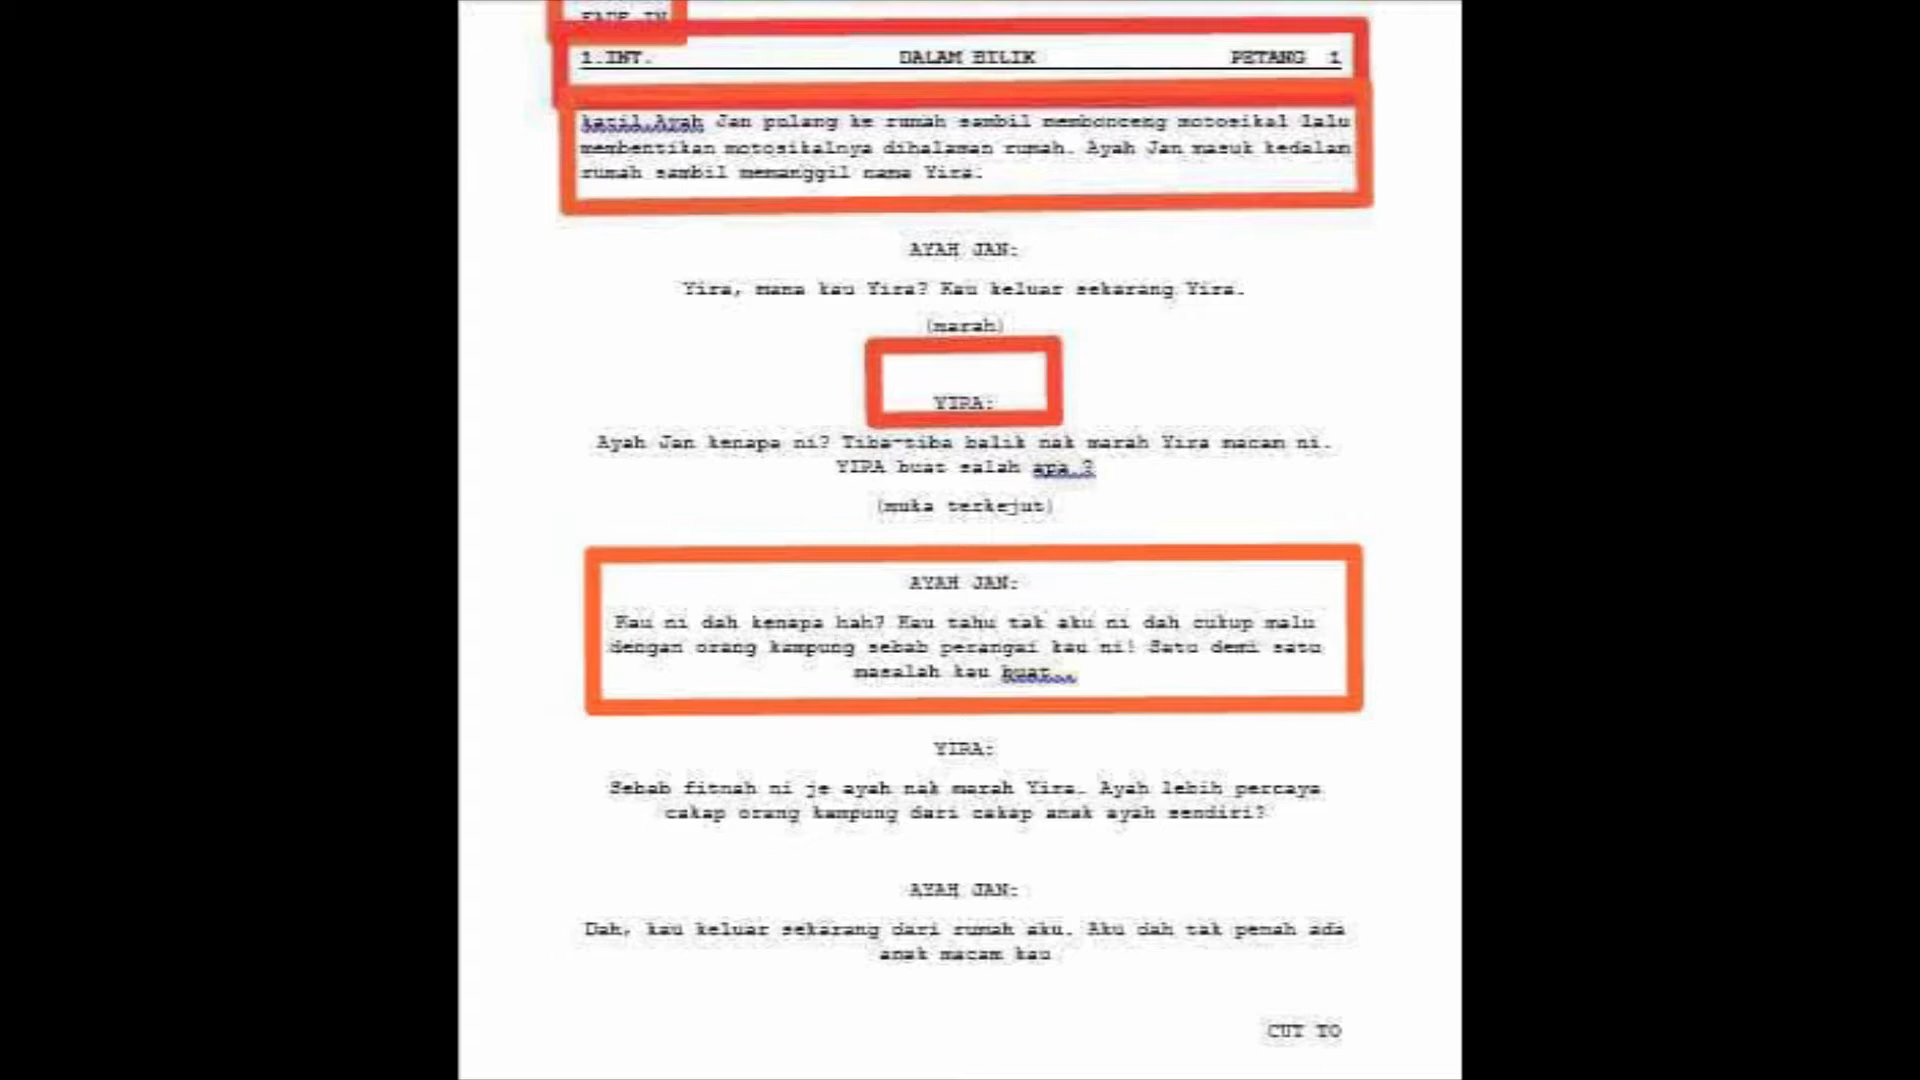 FADE IN
1.INT. DALAM BILIK PETANG 1
katil.Ayah Jan pulang ke rumah sambil membonceng motosikal lalu
membentikan motosikalnya dihalaman rumah. Ayah Jan masuk kedalam
rumah sambil memanggil nama Yira.
AYAH JAN:
Yira, mana kau Yira? Kau keluar sekarang Yira.
(marah)
YIRA:
Ayah Jan kenapa ni? Tiba-tiba balik nak marah Yira macam ni.
YIRA buat salah apa ?
(muka terkejut)
AYAH JAN:
Kau ni dah kenapa hah? Kau tahu tak aku ni dah cukup malu
dengan orang kampung sebab perangai kau ni! Satu demi satu
masalah kau buat..
YIRA:
Sebab fitnah ni je ayah nak marah Yira. Ayah lebih percaya
cakap orang kampung dari cakap anak ayah sendiri?
AYAH JAN:
Dah, kau keluar sekarang dari rumah aku. Aku dah tak penah ada
anak macam kau
CUT TO